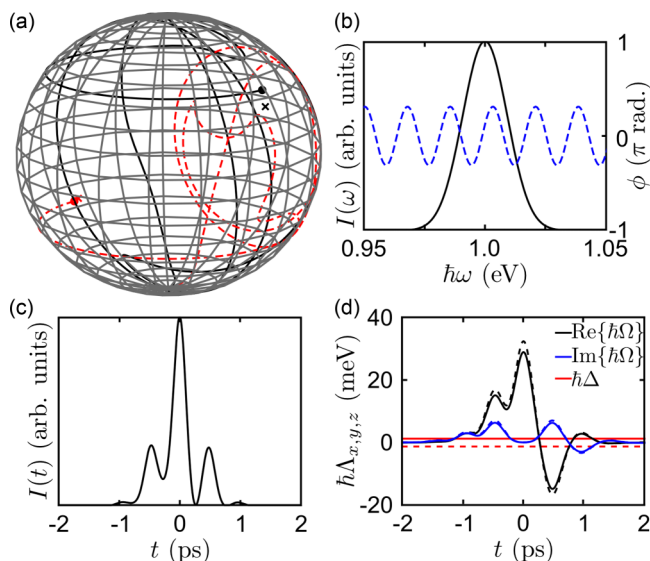 (a)
(b)
I(ω) (arb. units)
1
0
-1
ϕ (π rad.)
0.95 1.00 1.05
ħω (eV)
(c)
I(t) (arb. units)
-2 -1 0 1 2
t (ps)
(d)
ħΛx,y,z (meV)
40
20
0
-20
Re{ħΩ}
Im{ħΩ}
ħΔ
-2 -1 0 1 2
t (ps)